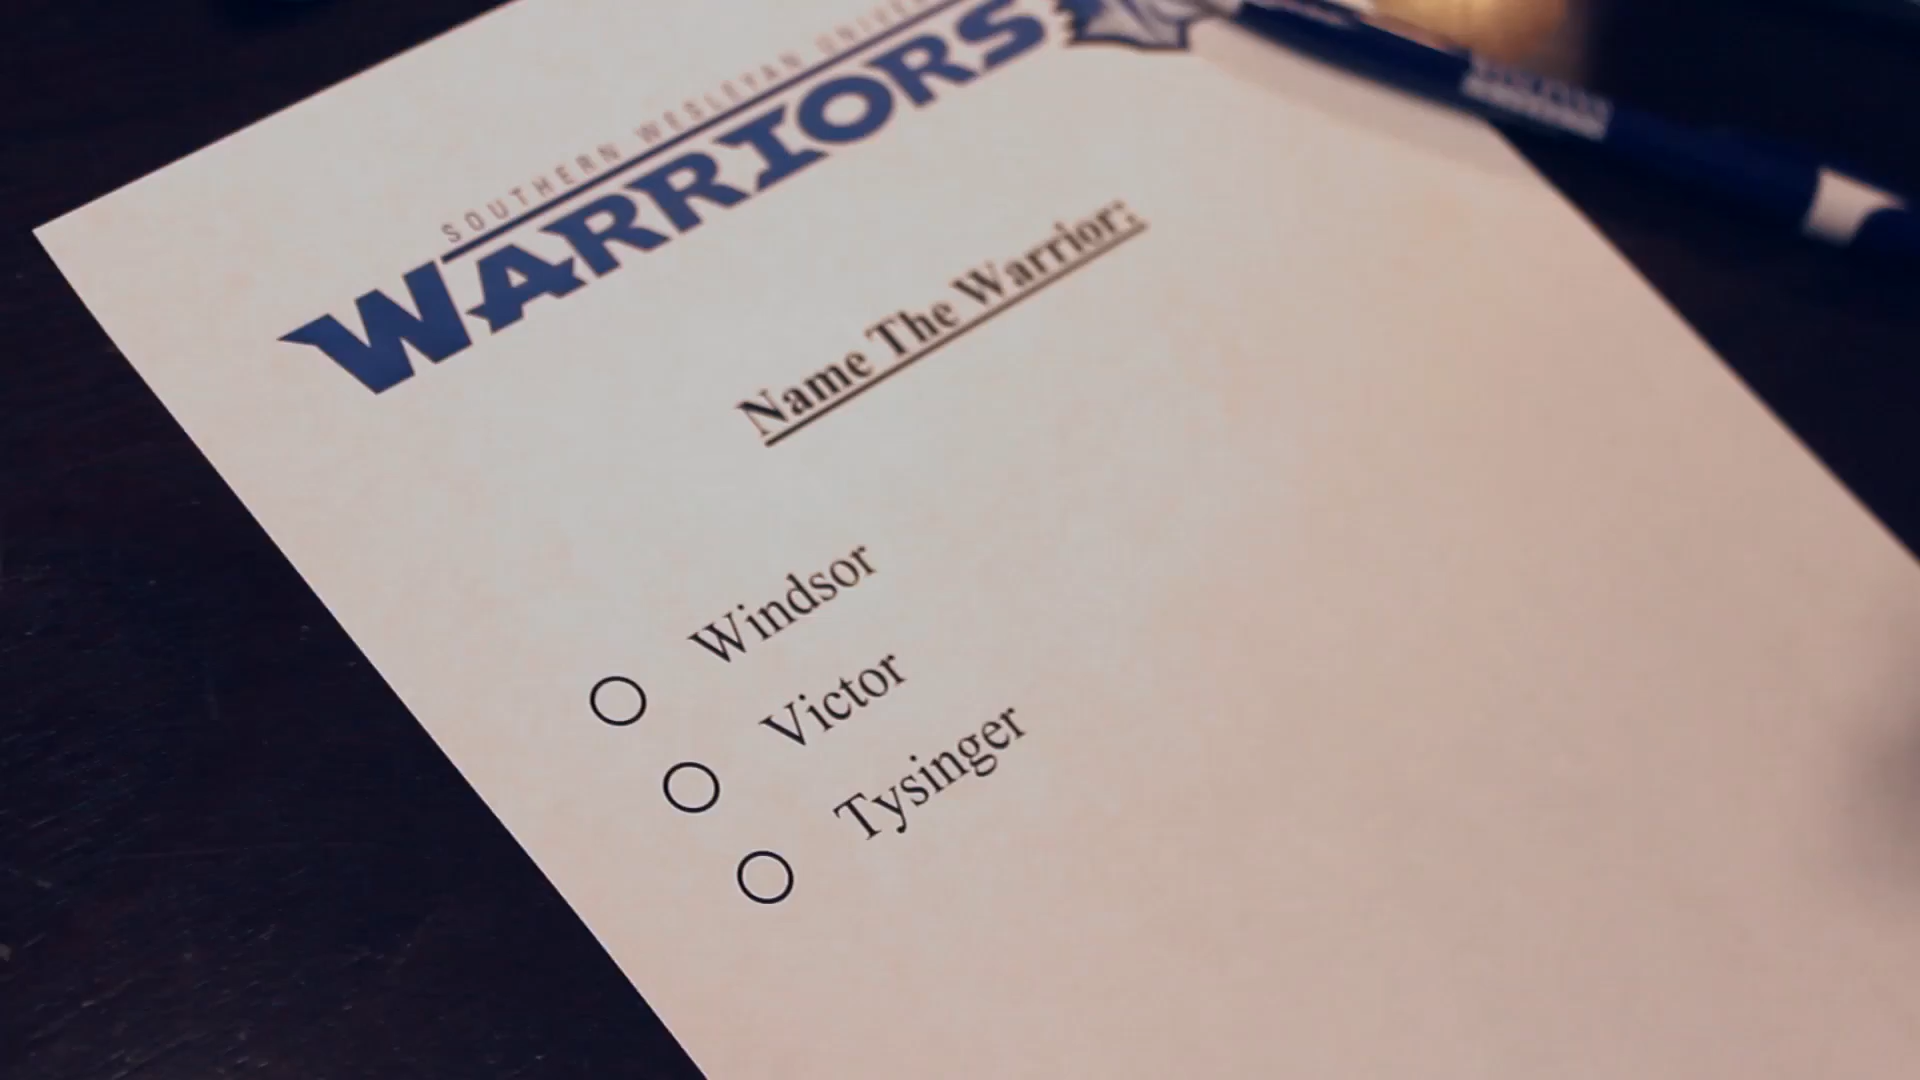 SOUTHERN WESLEYAN
WARRIORS
Name The Warrior:
Windsor
Victor
Tysinger